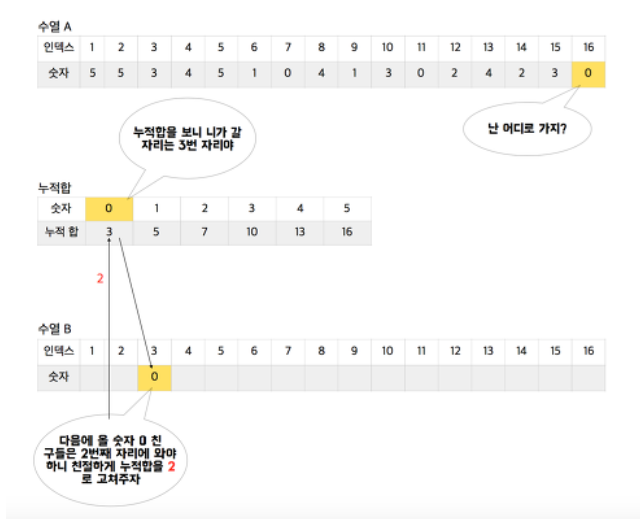 수열 A
인덱스 1 2 3 4 5 6 7 8 9 10 11 12 13 14 15 16
숫자 5 5 3 4 5 1 0 4 1 3 0 2 4 2 3 0
누적합을 보니 니가 갈
자리는 3번 자리야
난 어디로 가지?
누적합
숫자 0 1 2 3 4 5
누적 합 3 5 7 10 13 16
2
수열 B
인덱스 1 2 3 4 5 6 7 8 9 10 11 12 13 14 15 16
숫자 0
다음에 올 숫자 0 친
구들은 2번째 자리에 와야
하니 친절하게 누적합을 2
로 고쳐주자